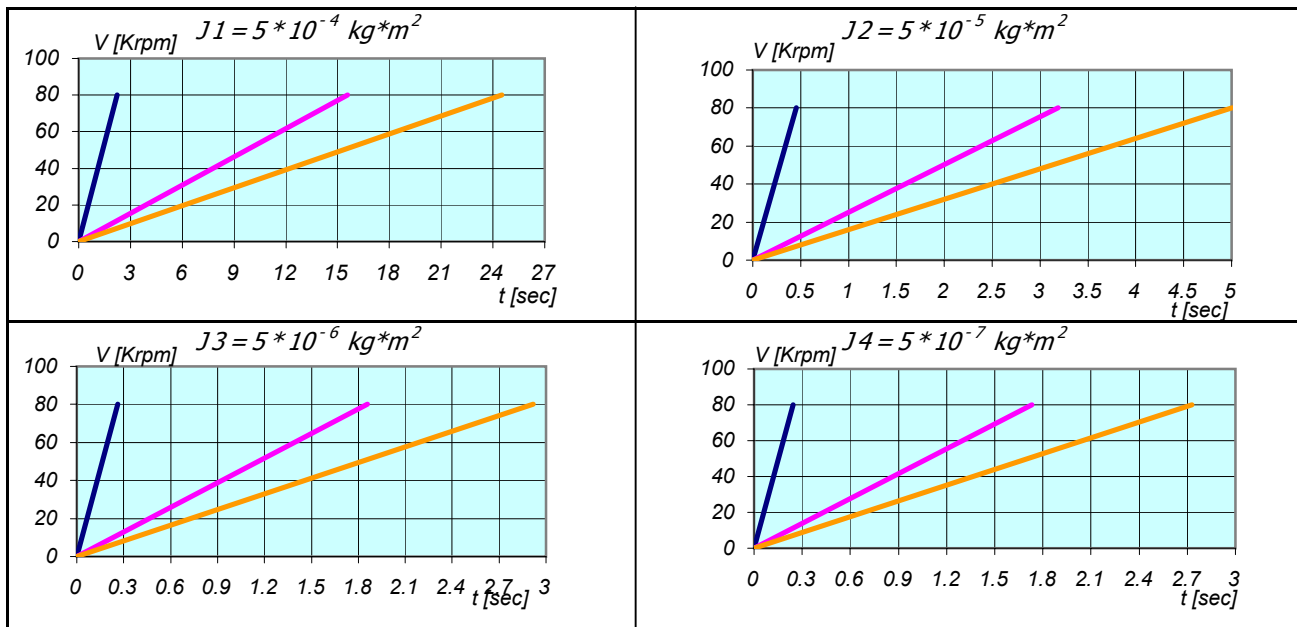 J1 = 5 * 10⁻⁴ kg*m²
V [Krpm]
100
80
60
40
20
0
0 3 6 9 12 15 18 21 24 27
t [sec]
J2 = 5 * 10⁻⁵ kg*m²
V [Krpm]
100
80
60
40
20
0
0 0.5 1 1.5 2 2.5 3 3.5 4 4.5 5
t [sec]
J3 = 5 * 10⁻⁶ kg*m²
V [Krpm]
100
80
60
40
20
0
0 0.3 0.6 0.9 1.2 1.5 1.8 2.1 2.4 2.7 3
t [sec]
J4 = 5 * 10⁻⁷ kg*m²
V [Krpm]
100
80
60
40
20
0
0 0.3 0.6 0.9 1.2 1.5 1.8 2.1 2.4 2.7 3
t [sec]